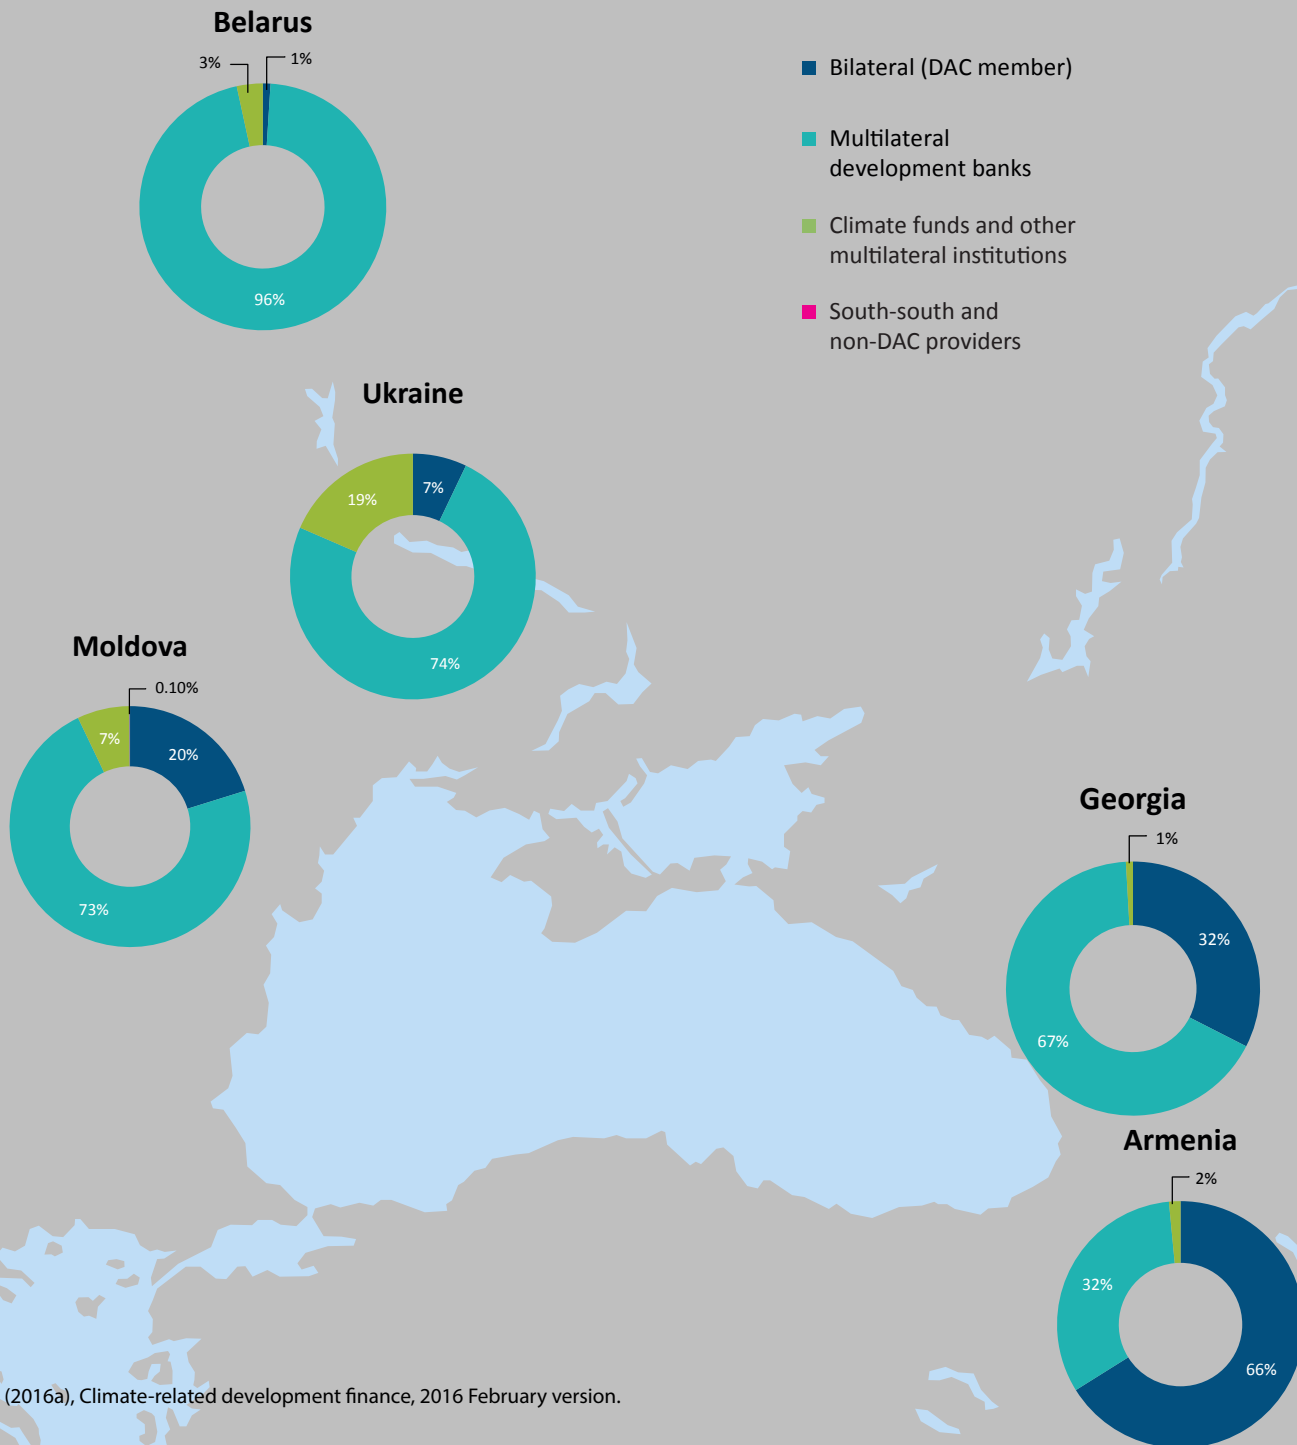 Belarus
3%
1%
96%
Bilateral (DAC member)
Multilateral
development banks
Climate funds and other
multilateral institutions
South-south and
non-DAC providers
Ukraine
19%
7%
74%
Moldova
0.10%
7%
20%
73%
Georgia
1%
32%
67%
Armenia
2%
32%
66%
(2016a), Climate-related development finance, 2016 February version.